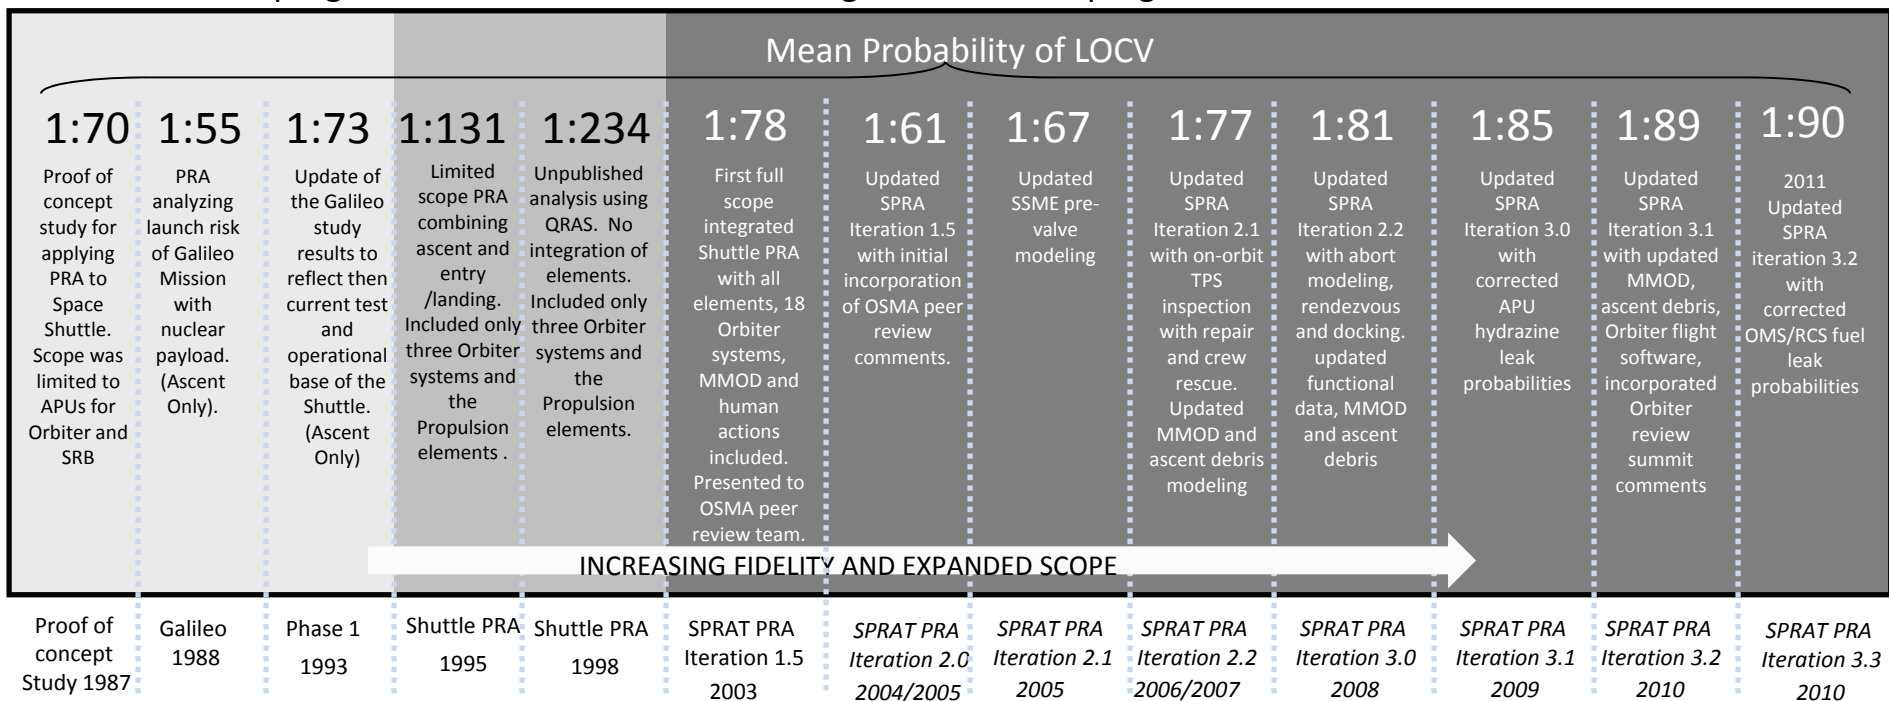 Mean Probability of LOCV
1:70
Proof of
concept
study for
applying
PRA to
Space
Shuttle.
Scope was
limited to
APUs for
Orbiter and
SRB
1:55
PRA
analyzing
launch risk
of Galileo
Mission
with
nuclear
payload.
(Ascent
Only).
1:73
Update of
the Galileo
study
results to
reflect then
current test
and
operational
base of the
Shuttle.
(Ascent
Only)
1:131
Limited
scope PRA
combining
ascent and
entry
/landing.
Included only
three Orbiter
systems and
the
Propulsion
elements .
1:234
Unpublished
analysis using
QRAS. No
integration of
elements.
Included only
three Orbiter
systems and
the
Propulsion
elements.
1:78
First full
scope
integrated
Shuttle PRA
with all
elements, 18
Orbiter
systems,
MMOD and
human
actions
included.
Presented to
OSMA peer
review team.
1:61
Updated
SPRA
Iteration 1.5
with initial
incorporation
of OSMA peer
review
comments.
1:67
Updated
SSME pre-
valve
modeling
1:77
Updated
SPRA
Iteration 2.1
with on-orbit
TPS
inspection
with repair
and crew
rescue.
Updated
MMOD and
ascent debris
modeling
1:81
Updated
SPRA
Iteration 2.2
with abort
modeling,
rendezvous
and docking.
updated
functional
data, MMOD
and ascent
debris
1:85
Updated
SPRA
Iteration 3.0
with
corrected
APU
hydrazine
leak
probabilities
1:89
Updated
SPRA
Iteration 3.1
with updated
MMOD,
ascent debris,
Orbiter flight
software,
incorporated
Orbiter
review
summit
comments
1:90
2011
Updated
SPRA
iteration 3.2
with
corrected
OMS/RCS fuel
leak
probabilities
INCREASING FIDELITY AND EXPANDED SCOPE
Proof of
concept
Study 1987
Galileo
1988
Phase 1
1993
Shuttle PRA
1995
Shuttle PRA
1998
SPRAT PRA
Iteration 1.5
2003
SPRAT PRA
Iteration 2.0
2004/2005
SPRAT PRA
Iteration 2.1
2005
SPRAT PRA
Iteration 2.2
2006/2007
SPRAT PRA
Iteration 3.0
2008
SPRAT PRA
Iteration 3.1
2009
SPRAT PRA
Iteration 3.2
2010
SPRAT PRA
Iteration 3.3
2010